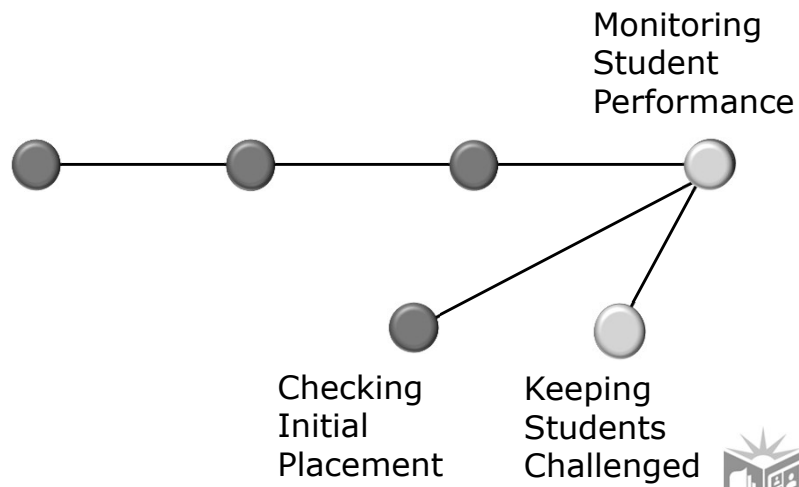 Monitoring
Student
Performance
Checking
Initial
Placement
Keeping
Students
Challenged